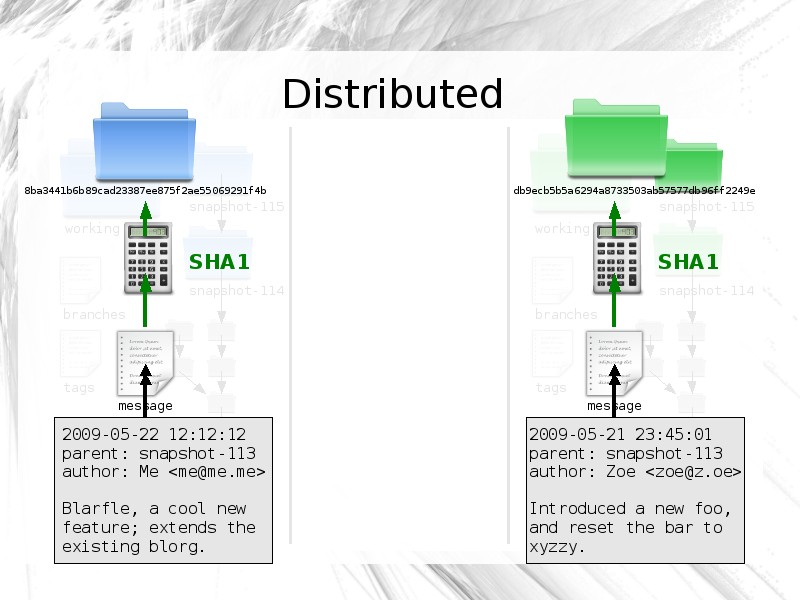 Distributed
8ba3441b6b89cad23387ee875f2ae55069291f4b
snapshot-115
working
SHA1
snapshot-114
branches
tags
message
2009-05-22 12:12:12
parent: snapshot-113
author: Me <me@me.me>
Blarfle, a cool new
feature; extends the
existing blorg.
db9ecb5b5a6294a8733503ab57577db96ff2249e
snapshot-115
working
SHA1
snapshot-114
branches
tags
message
2009-05-21 23:45:01
parent: snapshot-113
author: Zoe <zoe@z.oe>
Introduced a new foo,
and reset the bar to
xyzzy.